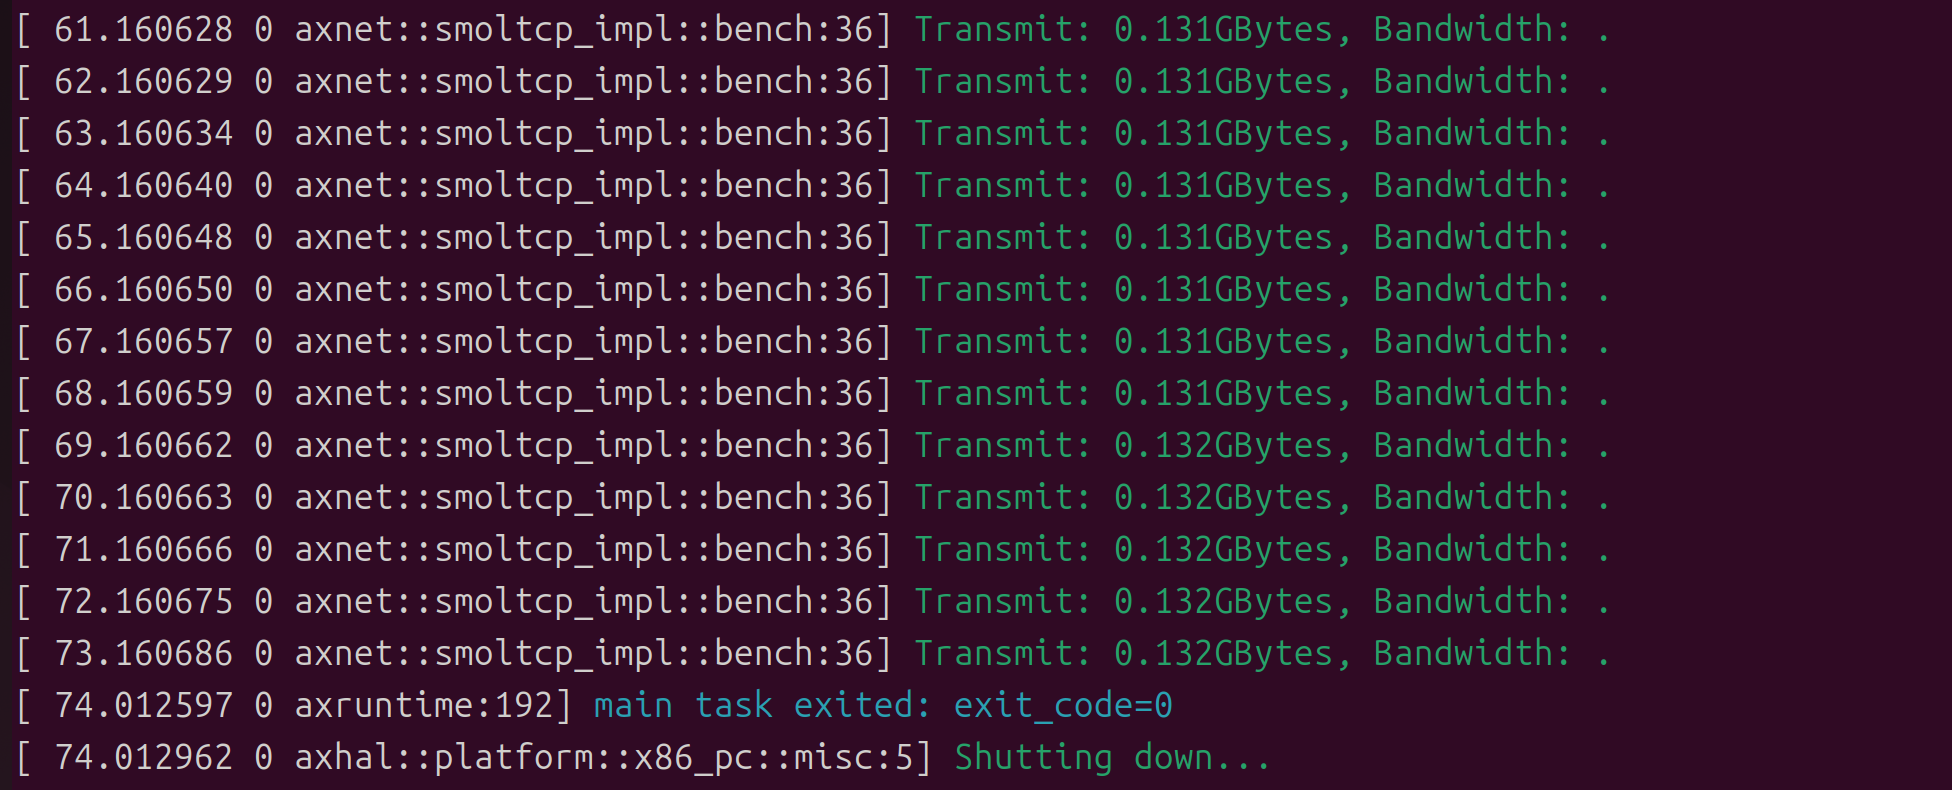 [ 61.160628 0 axnet::smoltcp_impl::bench:36] Transmit: 0.131GBytes, Bandwidth: .
[ 62.160629 0 axnet::smoltcp_impl::bench:36] Transmit: 0.131GBytes, Bandwidth: .
[ 63.160634 0 axnet::smoltcp_impl::bench:36] Transmit: 0.131GBytes, Bandwidth: .
[ 64.160640 0 axnet::smoltcp_impl::bench:36] Transmit: 0.131GBytes, Bandwidth: .
[ 65.160648 0 axnet::smoltcp_impl::bench:36] Transmit: 0.131GBytes, Bandwidth: .
[ 66.160650 0 axnet::smoltcp_impl::bench:36] Transmit: 0.131GBytes, Bandwidth: .
[ 67.160657 0 axnet::smoltcp_impl::bench:36] Transmit: 0.131GBytes, Bandwidth: .
[ 68.160659 0 axnet::smoltcp_impl::bench:36] Transmit: 0.131GBytes, Bandwidth: .
[ 69.160662 0 axnet::smoltcp_impl::bench:36] Transmit: 0.132GBytes, Bandwidth: .
[ 70.160663 0 axnet::smoltcp_impl::bench:36] Transmit: 0.132GBytes, Bandwidth: .
[ 71.160666 0 axnet::smoltcp_impl::bench:36] Transmit: 0.132GBytes, Bandwidth: .
[ 72.160675 0 axnet::smoltcp_impl::bench:36] Transmit: 0.132GBytes, Bandwidth: .
[ 73.160686 0 axnet::smoltcp_impl::bench:36] Transmit: 0.132GBytes, Bandwidth: .
[ 74.012597 0 axruntime:192] main task exited: exit_code=0
[ 74.012962 0 axhal::platform::x86_pc::misc:5] Shutting down...